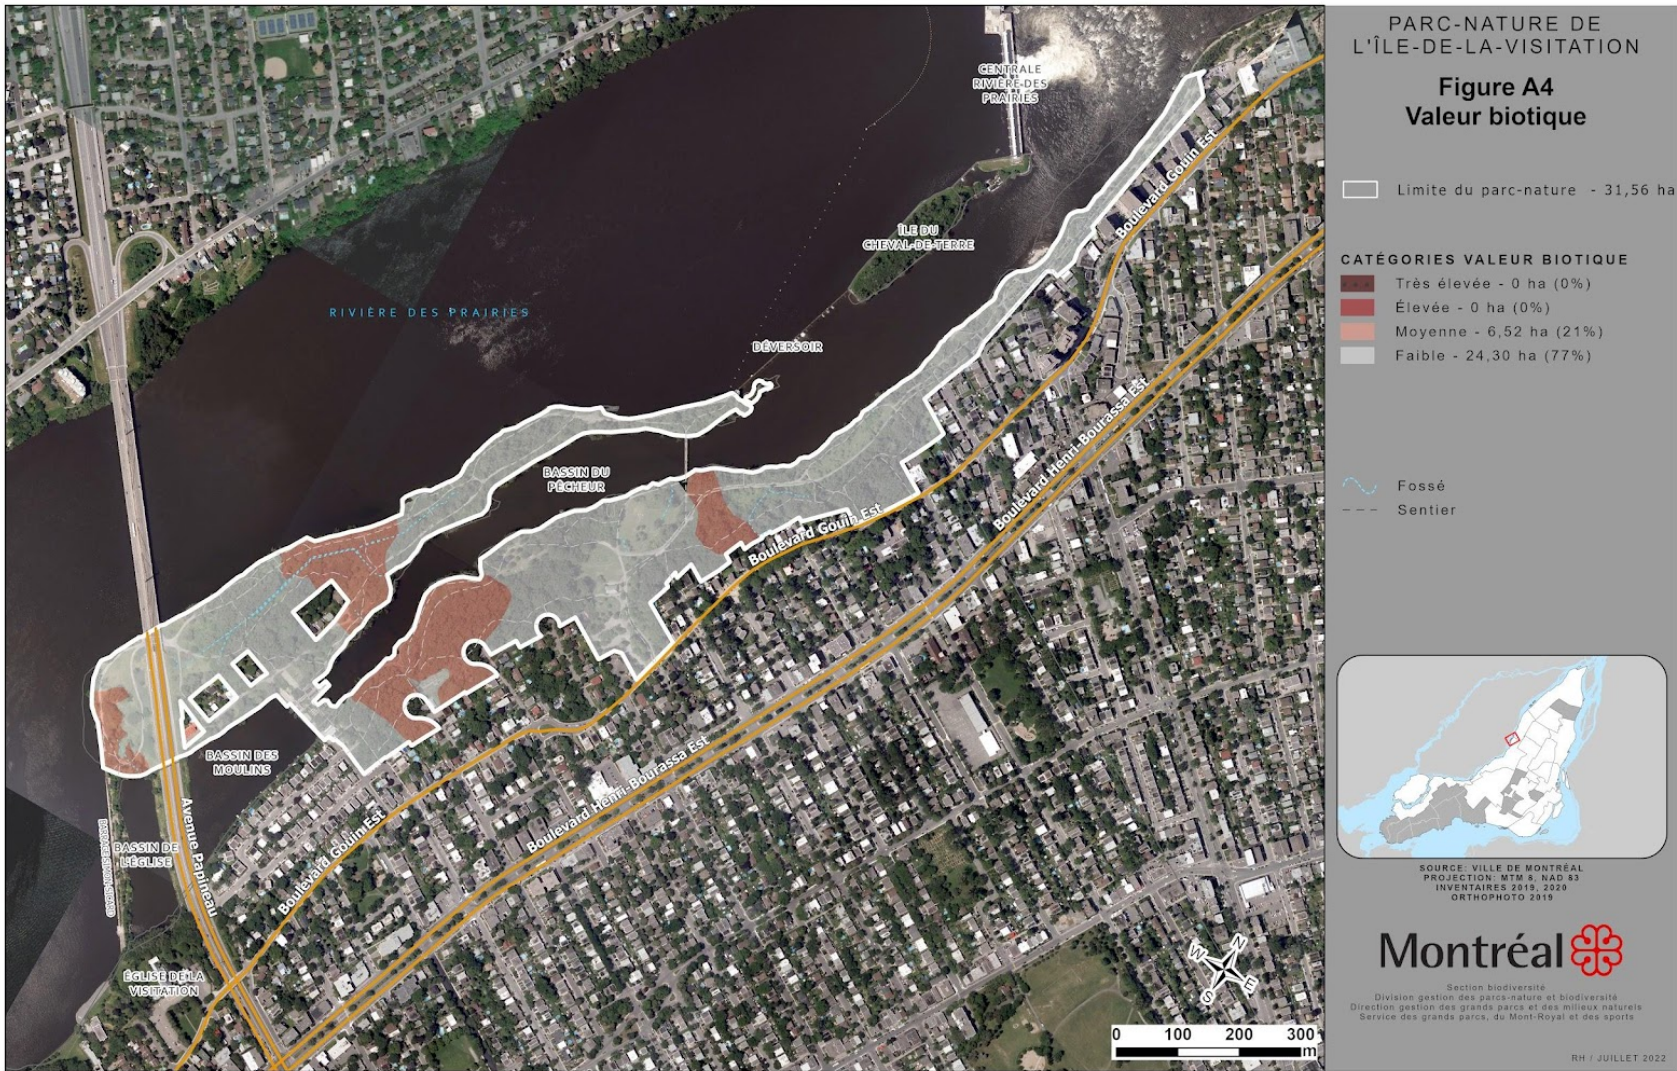 CENTRALE
RIVIÈRE-DES
PRAIRIES
ÎLE DU
CHEVAL-DE-TERRE
RIVIÈRE DES PRAIRIES
DÉVERSOIR
BASSIN DU
PÊCHEUR
BASSIN DES
MOULINS
BASSIN DE
L'ÉGLISE
ÉGLISE DE LA
VISITATION
Avenue Papineau
Boulevard Gouin Est
Boulevard Gouin Est
Boulevard Gouin Est
Boulevard Henri-Bourassa Est
Boulevard Henri-Bourassa Est
N
W
E
S
0 100 200 300
m
PARC-NATURE DE
L'ÎLE-DE-LA-VISITATION
Figure A4
Valeur biotique
Limite du parc-nature - 31,56 ha
CATÉGORIES VALEUR BIOTIQUE
Très élevée - 0 ha (0%)
Élevée - 0 ha (0%)
Moyenne - 6,52 ha (21%)
Faible - 24,30 ha (77%)
Fossé
Sentier
SOURCE: VILLE DE MONTRÉAL
PROJECTION: MTM 8, NAD 83
INVENTAIRES 2019, 2020
ORTHOPHOTO 2019
Montréal
Section biodiversité
Division gestion des parcs-nature et biodiversité
Direction gestion des grands parcs et des milieux naturels
Service des grands parcs, du Mont-Royal et des sports
RH / JUILLET 2022